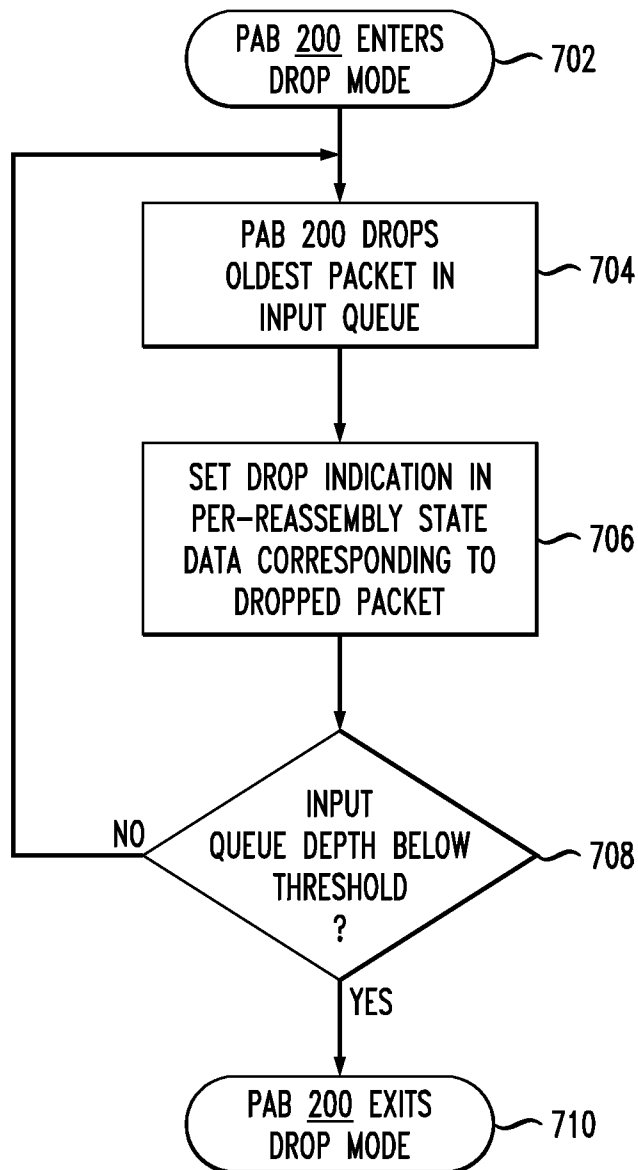 PAB 200 ENTERS
DROP MODE
702
PAB 200 DROPS
OLDEST PACKET IN
INPUT QUEUE
704
SET DROP INDICATION IN
PER-REASSEMBLY STATE
DATA CORRESPONDING TO
DROPPED PACKET
706
INPUT
QUEUE DEPTH BELOW
THRESHOLD
?
708
NO
YES
PAB 200 EXITS
DROP MODE
710